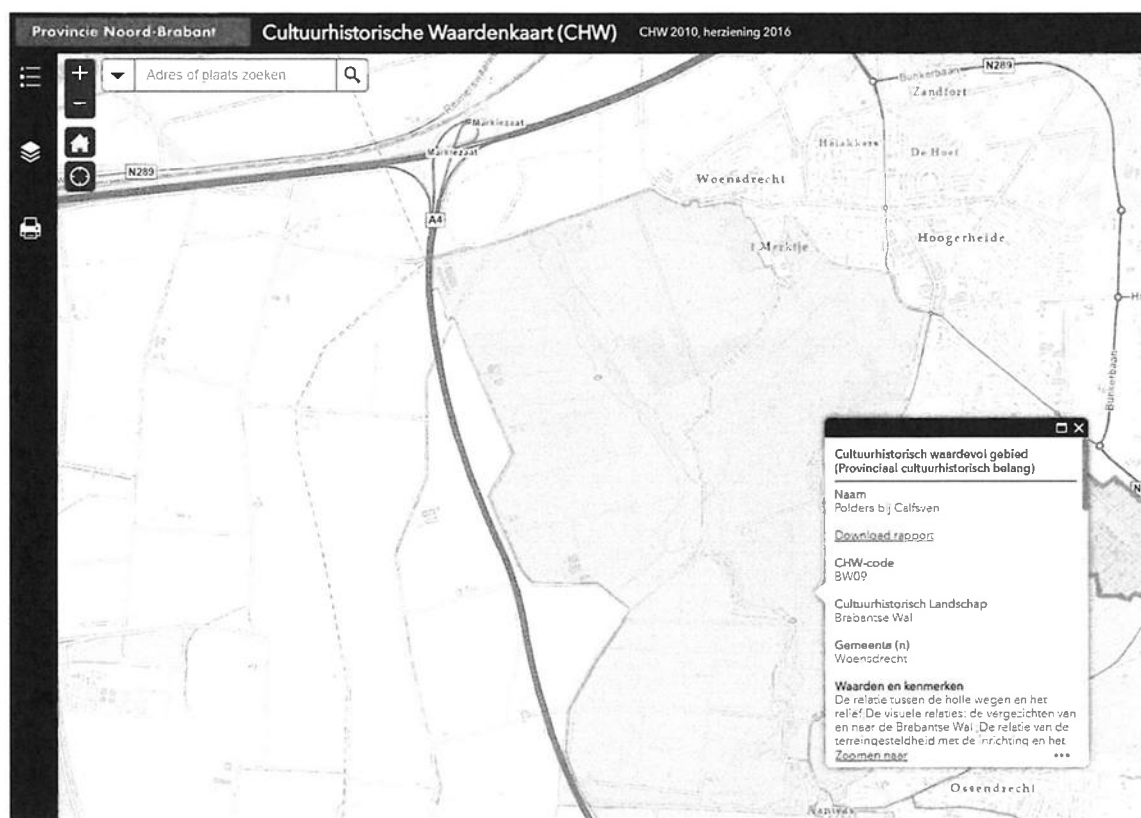 Provincie Noord-Brabant
Cultuurhistorische Waardenkaart (CHW)
CHW 2010, herziening 2016
Adres of plaats zoeken
N289
Bunkerbaan
Zandfort
Markiezaat
Markiezaat
N289
Heiakkers
De Hoef
Woensdrecht
A4
Hoogerheide
't Merktje
Bunkerbaan
Cultuurhistorisch waardevol gebied
(Provinciaal cultuurhistorisch belang)
Naam
Polders bij Calfsven
Download rapport
CHW-code
BW09
Cultuurhistorisch Landschap
Brabantse Wal
Gemeente (n)
Woensdrecht
Waarden en kenmerken
De relatie tussen de holle wegen en het
reliëf. De visuele relaties: de vergezichten van
en naar de Brabantse Wal. De relatie van de
terreingesteldheid met de inrichting en het
Zoomen naar
Ossendrecht